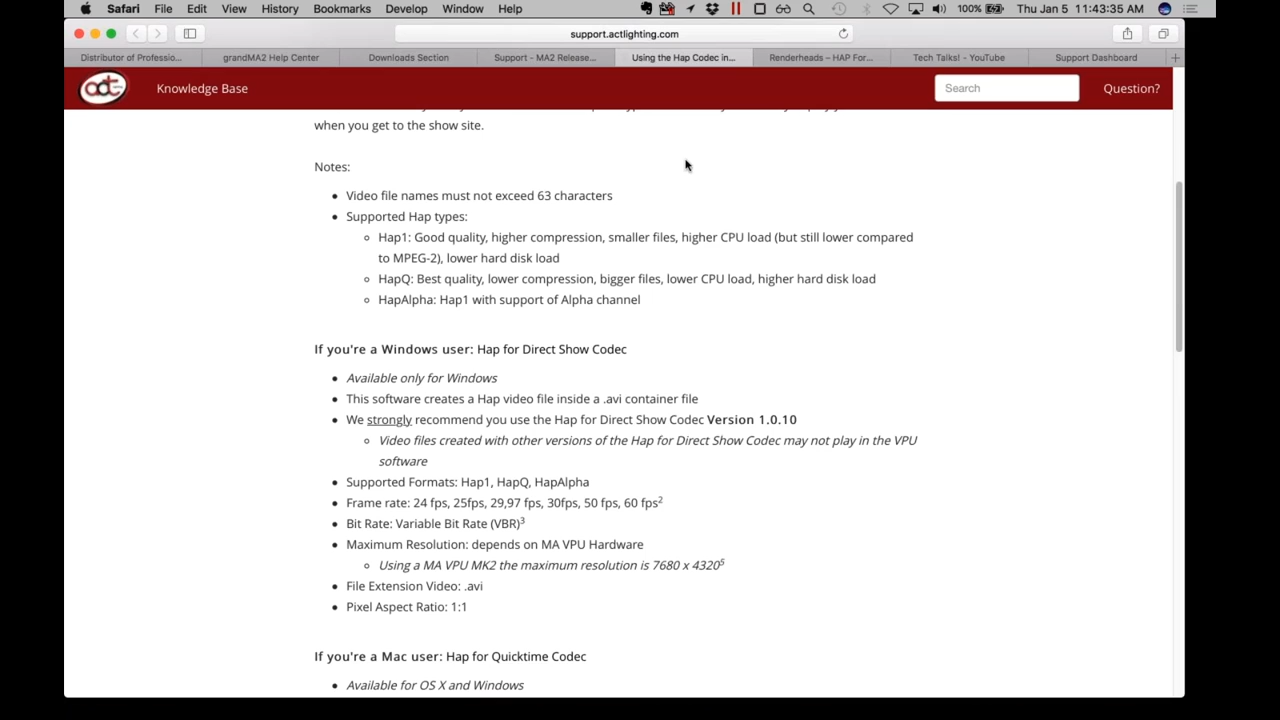 Safari File Edit View History Bookmarks Develop Window Help 100% Thu Jan 5 11:43:35 AM
support.actlighting.com
Distributor of Professio... grandMA2 Help Center Downloads Section Support - MA2 Release... Using the Hap Codec in... Renderheads – HAP For... Tech Talks! - YouTube Support Dashboard
act Knowledge Base Search Question?
when you get to the show site.
Notes:
• Video file names must not exceed 63 characters
• Supported Hap types:
◦ Hap1: Good quality, higher compression, smaller files, higher CPU load (but still lower compared
to MPEG-2), lower hard disk load
◦ HapQ: Best quality, lower compression, bigger files, lower CPU load, higher hard disk load
◦ HapAlpha: Hap1 with support of Alpha channel
If you're a Windows user: Hap for Direct Show Codec
• Available only for Windows
• This software creates a Hap video file inside a .avi container file
• We strongly recommend you use the Hap for Direct Show Codec Version 1.0.10
◦ Video files created with other versions of the Hap for Direct Show Codec may not play in the VPU
software
• Supported Formats: Hap1, HapQ, HapAlpha
• Frame rate: 24 fps, 25fps, 29,97 fps, 30fps, 50 fps, 60 fps²
• Bit Rate: Variable Bit Rate (VBR)³
• Maximum Resolution: depends on MA VPU Hardware
◦ Using a MA VPU MK2 the maximum resolution is 7680 x 4320⁵
• File Extension Video: .avi
• Pixel Aspect Ratio: 1:1
If you're a Mac user: Hap for Quicktime Codec
• Available for OS X and Windows